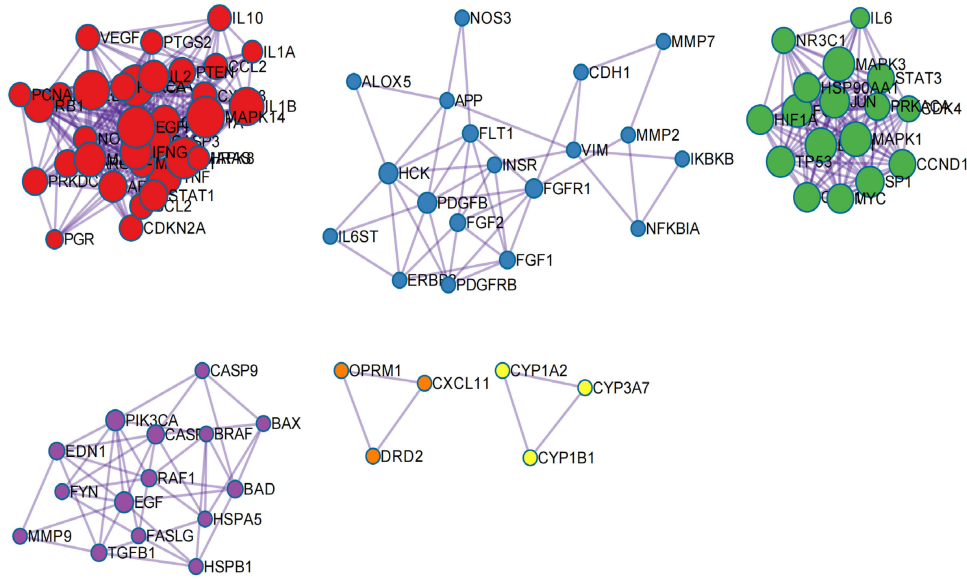 IL10
VEGF
PTGS2
IL1A
CCL2
PTEN
IL2
PCNA
RB1
IL1B
MAPK14
EGF
IFNG
PRKDC
STAT1
CDKN2A
PGR
NOS3
MMP7
CDH1
ALOX5
APP
FLT1
MMP2
VIM
IKBKB
INSR
HCK
FGFR1
PDGFB
FGF2
NFKBIA
IL6ST
FGF1
PDGFRB
IL6
NR3C1
MAPK3
STAT3
HSP90AA1
JUN
PRKACA
CDK4
HIF1A
MAPK1
TP53
CCND1
SP1
MYC
CASP9
PIK3CA
CASP
BRAF
BAX
EDN1
RAF1
FYN
BAD
EGF
HSPA5
MMP9
FASLG
TGFB1
HSPB1
OPRM1
CXCL11
DRD2
CYP1A2
CYP3A7
CYP1B1